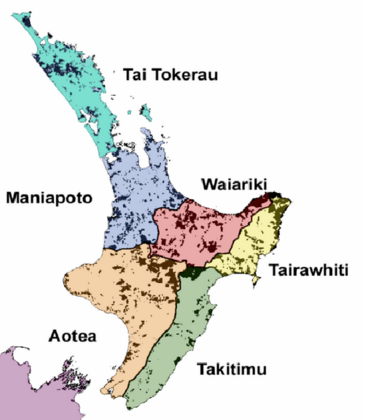 Tai Tokerau
Waiariki
Maniapoto
Tairawhiti
Aotea
Takitimu